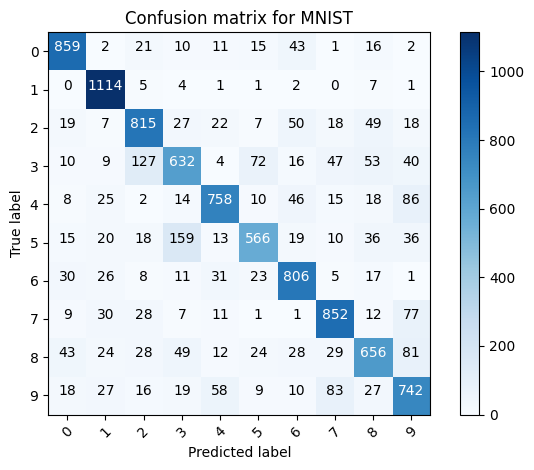 Confusion matrix for MNIST
0 859 2 21 10 11 15 43 1 16 2
1 0 1114 5 4 1 1 2 0 7 1
2 19 7 815 27 22 7 50 18 49 18
3 10 9 127 632 4 72 16 47 53 40
4 8 25 2 14 758 10 46 15 18 86
5 15 20 18 159 13 566 19 10 36 36
6 30 26 8 11 31 23 806 5 17 1
7 9 30 28 7 11 1 1 852 12 77
8 43 24 28 49 12 24 28 29 656 81
9 18 27 16 19 58 9 10 83 27 742
0 1 2 3 4 5 6 7 8 9
True label
Predicted label
1000
800
600
400
200
0